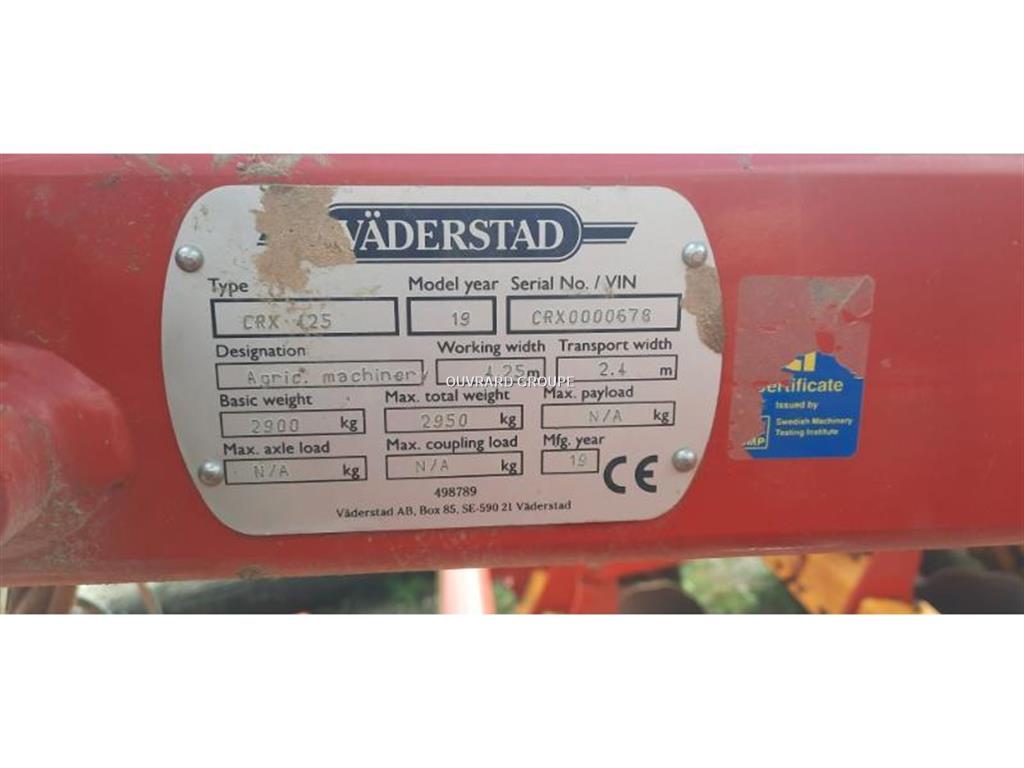 VÄDERSTAD
Type Model year Serial No. / VIN
CRX 425 19 CRX0000678
Designation Working width Transport width
Agric. machinery 4.25 m 2.4 m
OUVRARD GROUPE
Basic weight Max. total weight Max. payload
2900 kg 2950 kg N/A kg
Max. axle load Max. coupling load Mfg. year
N/A kg N/A kg 19 CE
498789
Väderstad AB, Box 85, SE-590 21 Väderstad
Issued by
Swedish Machinery
Testing Institute